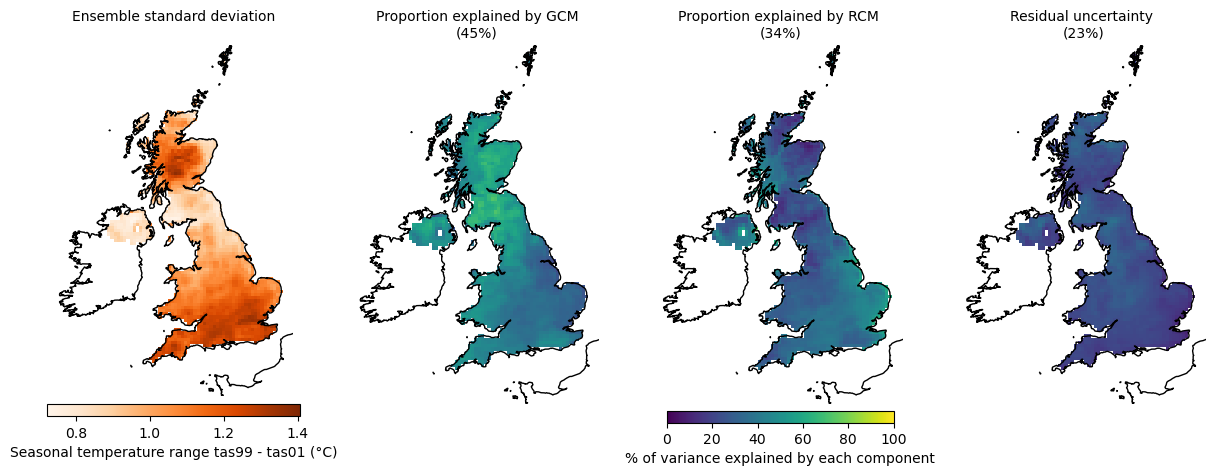 Ensemble standard deviation
Proportion explained by GCM
(45%)
Proportion explained by RCM
(34%)
Residual uncertainty
(23%)
0.8 1.0 1.2 1.4
Seasonal temperature range tas99 - tas01 (°C)
0 20 40 60 80 100
% of variance explained by each component